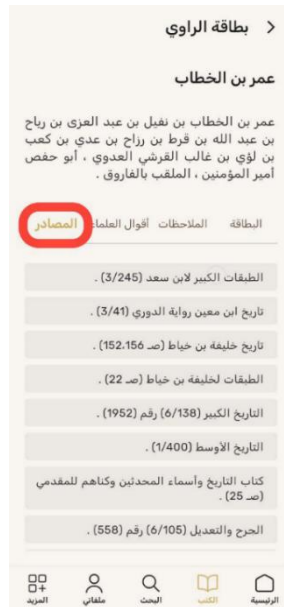 بطاقة الراوي
عمر بن الخطاب
عمر بن الخطاب بن نفيل بن عبد العزى بن رياح
بن عبد الله بن قرط بن رزاح بن عدي بن كعب
بن لؤي بن غالب القرشي العدوي ، أبو حفص
أمير المؤمنين ، الملقب بالفاروق .
البطاقة الملاحظات أقوال العلماء المصادر
الطبقات الكبير لابن سعد (3/245) .
تاريخ ابن معين رواية الدوري (3/41) .
تاريخ خليفة بن خياط (صـ 152،156) .
الطبقات لخليفة بن خياط (صـ 22) .
التاريخ الكبير (6/138) رقم (1952) .
التاريخ الأوسط (1/400) .
كتاب التاريخ وأسماء المحدثين وكناهم للمقدمي
(صـ 25) .
الجرح والتعديل (6/105) رقم (558) .
الرئيسية الكتب البحث ملفاتي المزيد